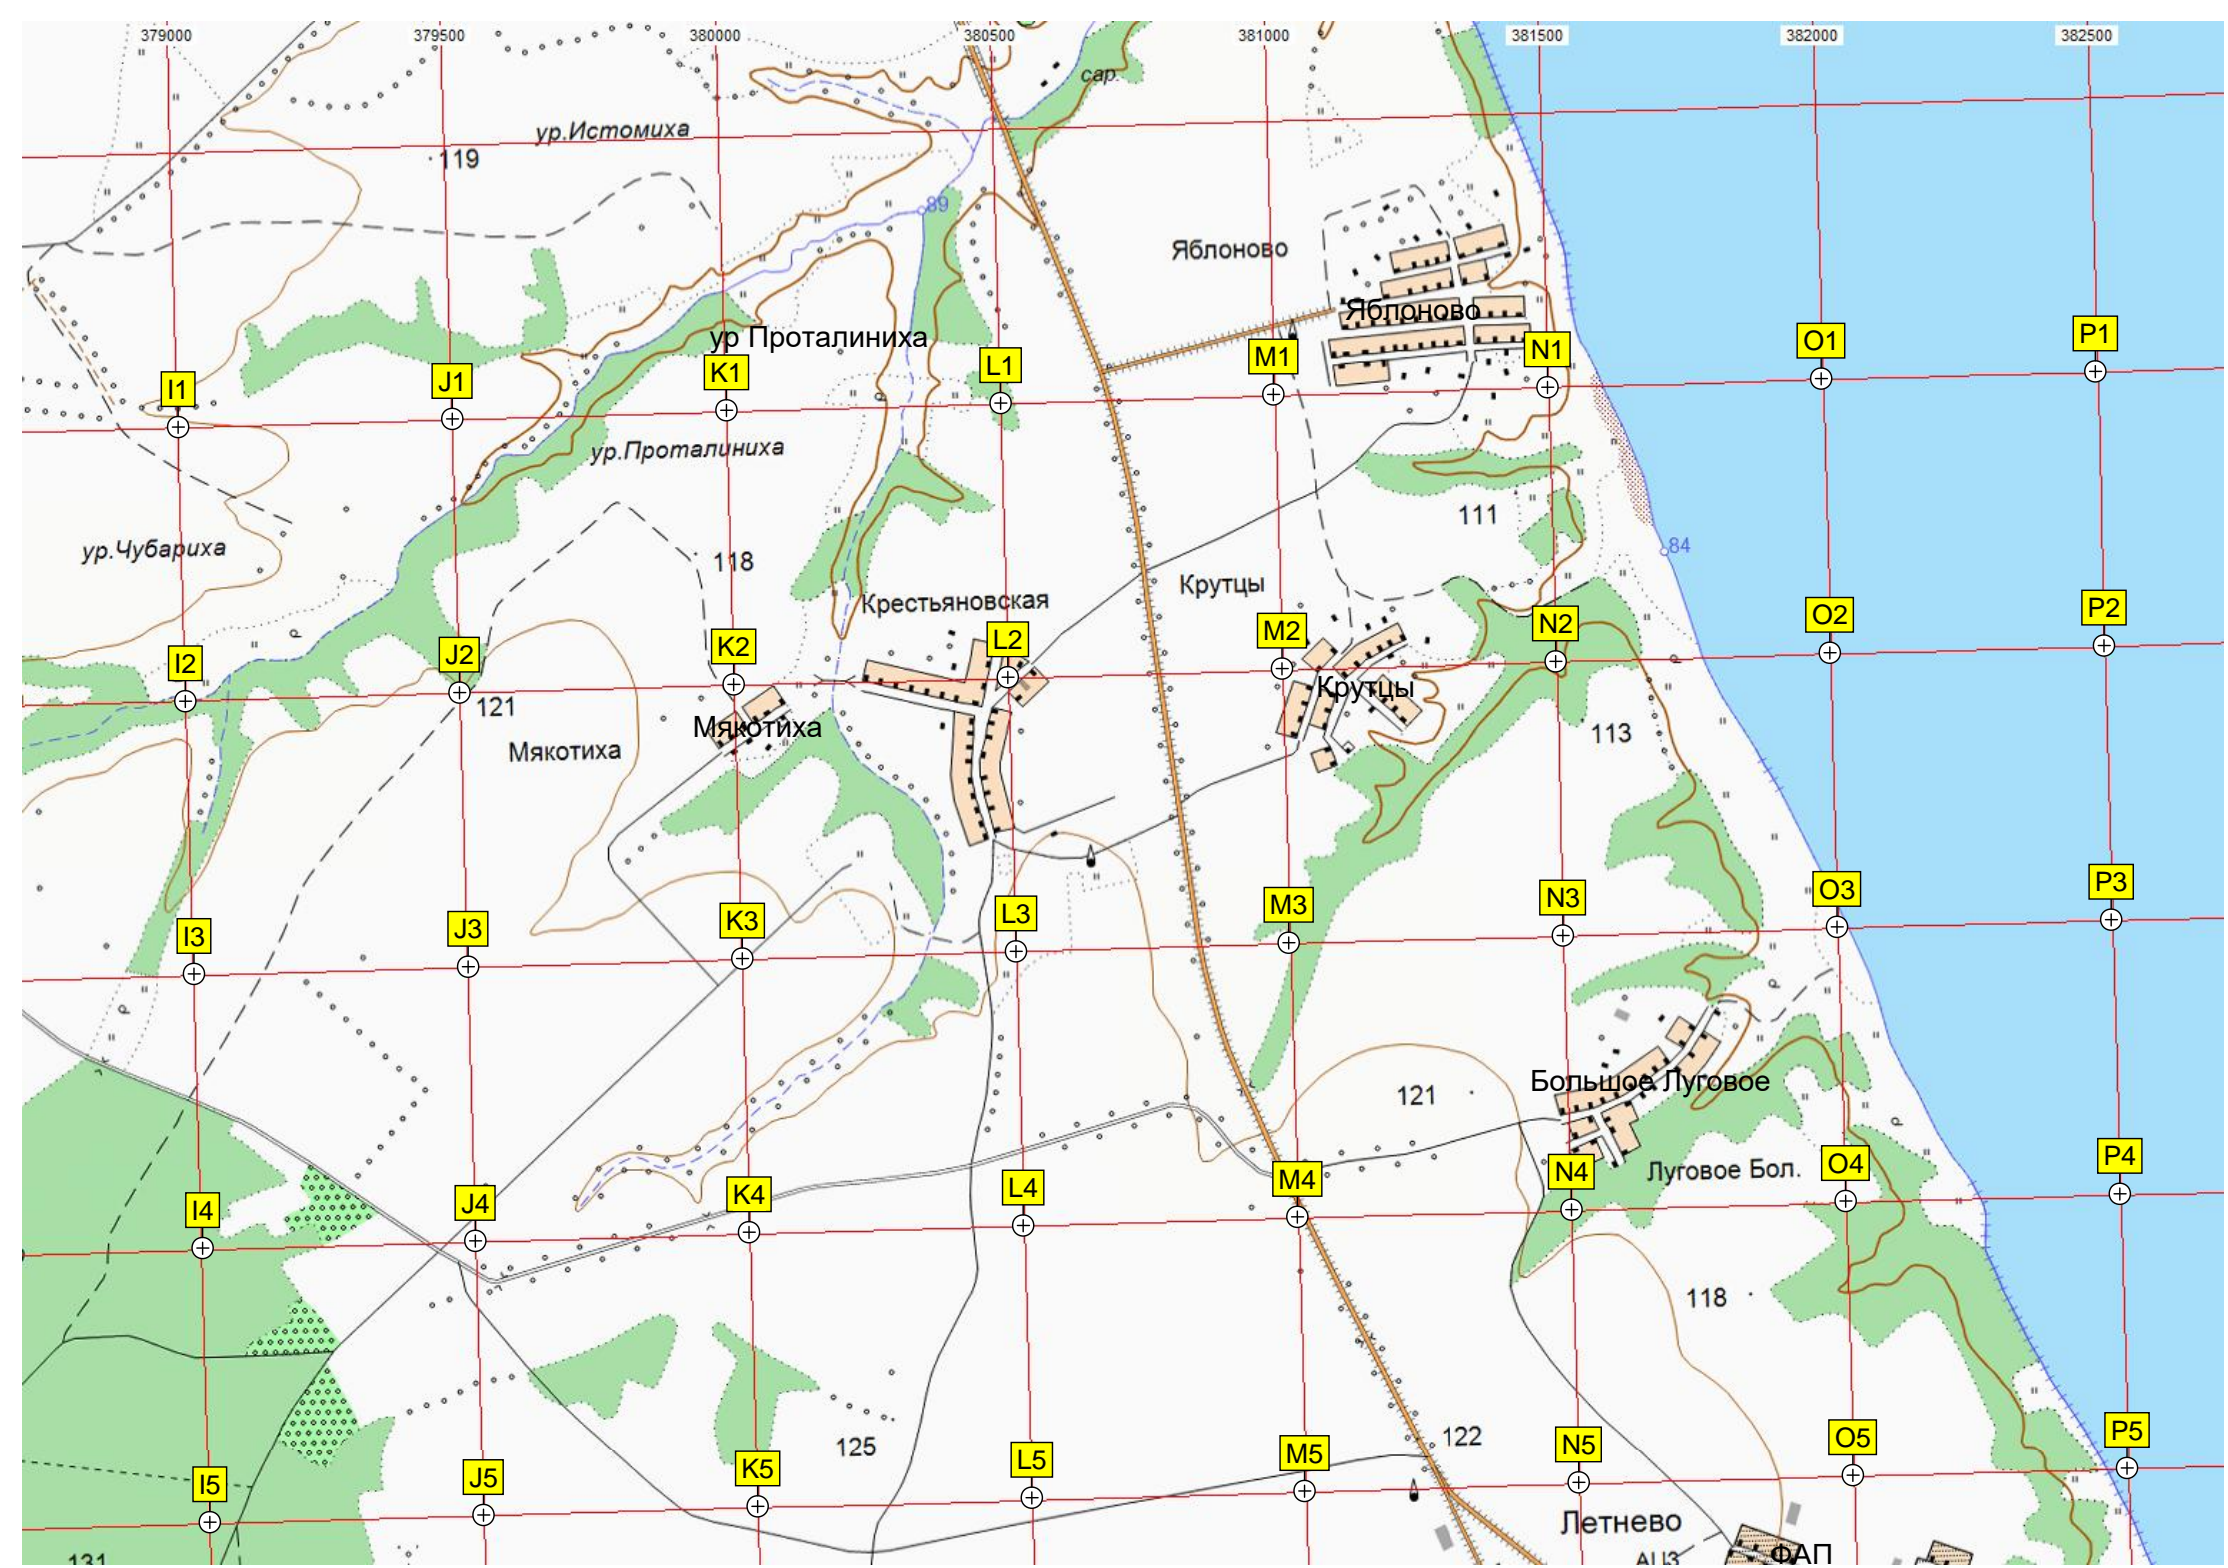 379000 379500 380000 380500 381000 381500 382000 382500
сар.
ур.Истомиха
119
89
Яблоново
Яблоново
ур Проталиниха
I1 J1 K1 L1 M1 N1 O1 P1
ур.Проталиниха
111
ур.Чубариха
118
84
Крутцы
Крестьяновская
I2 J2 K2 L2 M2 N2 O2 P2
Крутцы
121
Мякотиха
113
Мякотиха
I3 J3 K3 L3 M3 N3 O3 P3
Большое Луговое
121
Луговое Бол.
I4 J4 K4 L4 M4 N4 O4 P4
118
125
122
I5 J5 K5 L5 M5 N5 O5 P5
Летнево
ФАП
131
АЦЗ